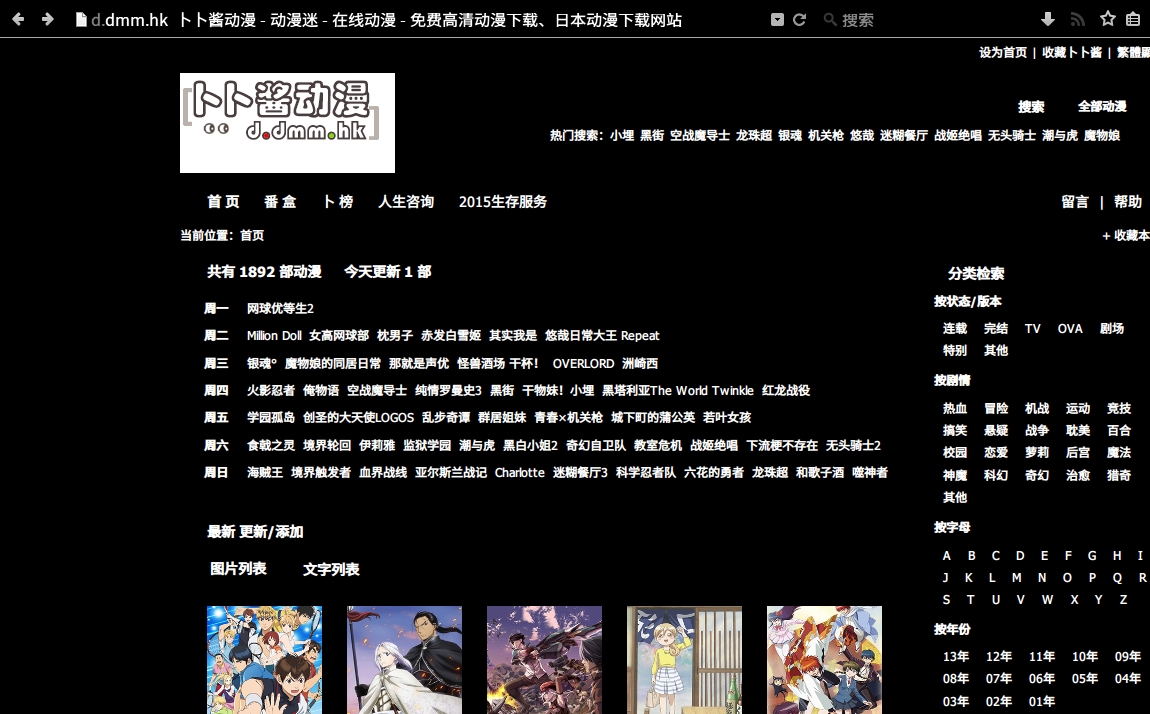 d.dmm.hk 卜卜酱动漫 - 动漫迷 - 在线动漫 - 免费高清动漫下载、日本动漫下载网站 搜索
设为首页 | 收藏卜卜酱 | 繁體
卜卜酱动漫
d.dmm.hk
搜索 全部动漫
热门搜索：小埋 黑街 空战魔导士 龙珠超 银魂 机关枪 悠哉 迷糊餐厅 战姬绝唱 无头骑士 潮与虎 魔物娘
首 页 番 盒 卜 榜 人生咨询 2015生存服务 留言 | 帮助
当前位置：首页 + 收藏本
共有 1892 部动漫 今天更新 1 部
周一 网球优等生2
周二 Million Doll 女高网球部 枕男子 赤发白雪姬 其实我是 悠哉日常大王 Repeat
周三 银魂° 魔物娘的同居日常 那就是声优 怪兽酒场 干杯！ OVERLORD 洲崎西
周四 火影忍者 俺物语 空战魔导士 纯情罗曼史3 黑街 干物妹！小埋 黑塔利亚The World Twinkle 红龙战役
周五 学园孤岛 创圣的大天使LOGOS 乱步奇谭 群居姐妹 青春×机关枪 城下町的蒲公英 若叶女孩
周六 食戟之灵 境界轮回 伊莉雅 监狱学园 潮与虎 黑白小姐2 奇幻自卫队 教室危机 战姬绝唱 下流梗不存在 无头骑士2
周日 海贼王 境界触发者 血界战线 亚尔斯兰战记 Charlotte 迷糊餐厅3 科学忍者队 六花的勇者 龙珠超 和歌子酒 噬神者
最新 更新/添加
图片列表 文字列表
分类检索
按状态/版本
连载 完结 TV OVA 剧场
特别 其他
按剧情
热血 冒险 机战 运动 竞技
搞笑 悬疑 战争 耽美 百合
校园 恋爱 萝莉 后宫 魔法
神魔 科幻 奇幻 治愈 猎奇
其他
按字母
A B C D E F G H I
J K L M N O P Q R
S T U V W X Y Z
按年份
13年 12年 11年 10年 09年
08年 07年 06年 05年 04年
03年 02年 01年